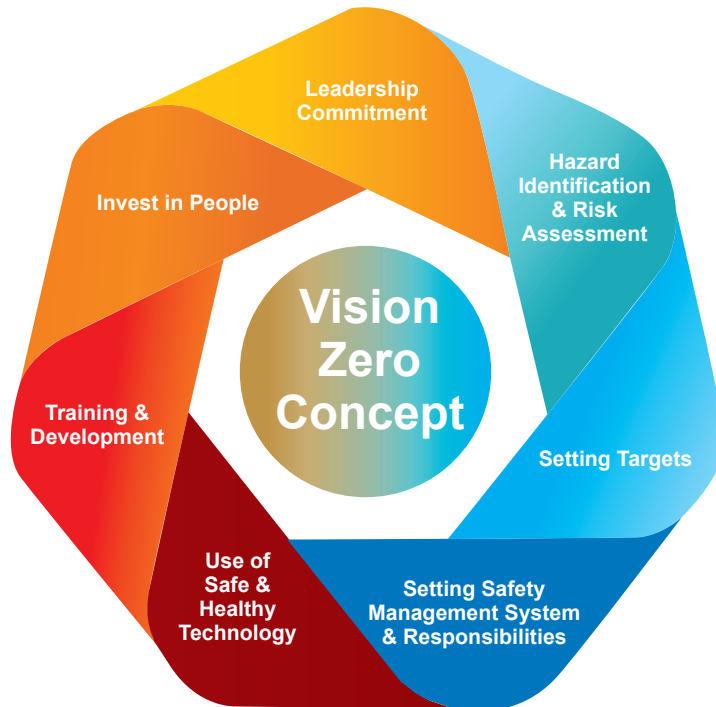 Leadership
Commitment
Hazard
Identification
& Risk
Assessment
Setting Targets
Setting Safety
Management System
& Responsibilities
Use of
Safe &
Healthy
Technology
Training &
Development
Invest in People
Vision
Zero
Concept